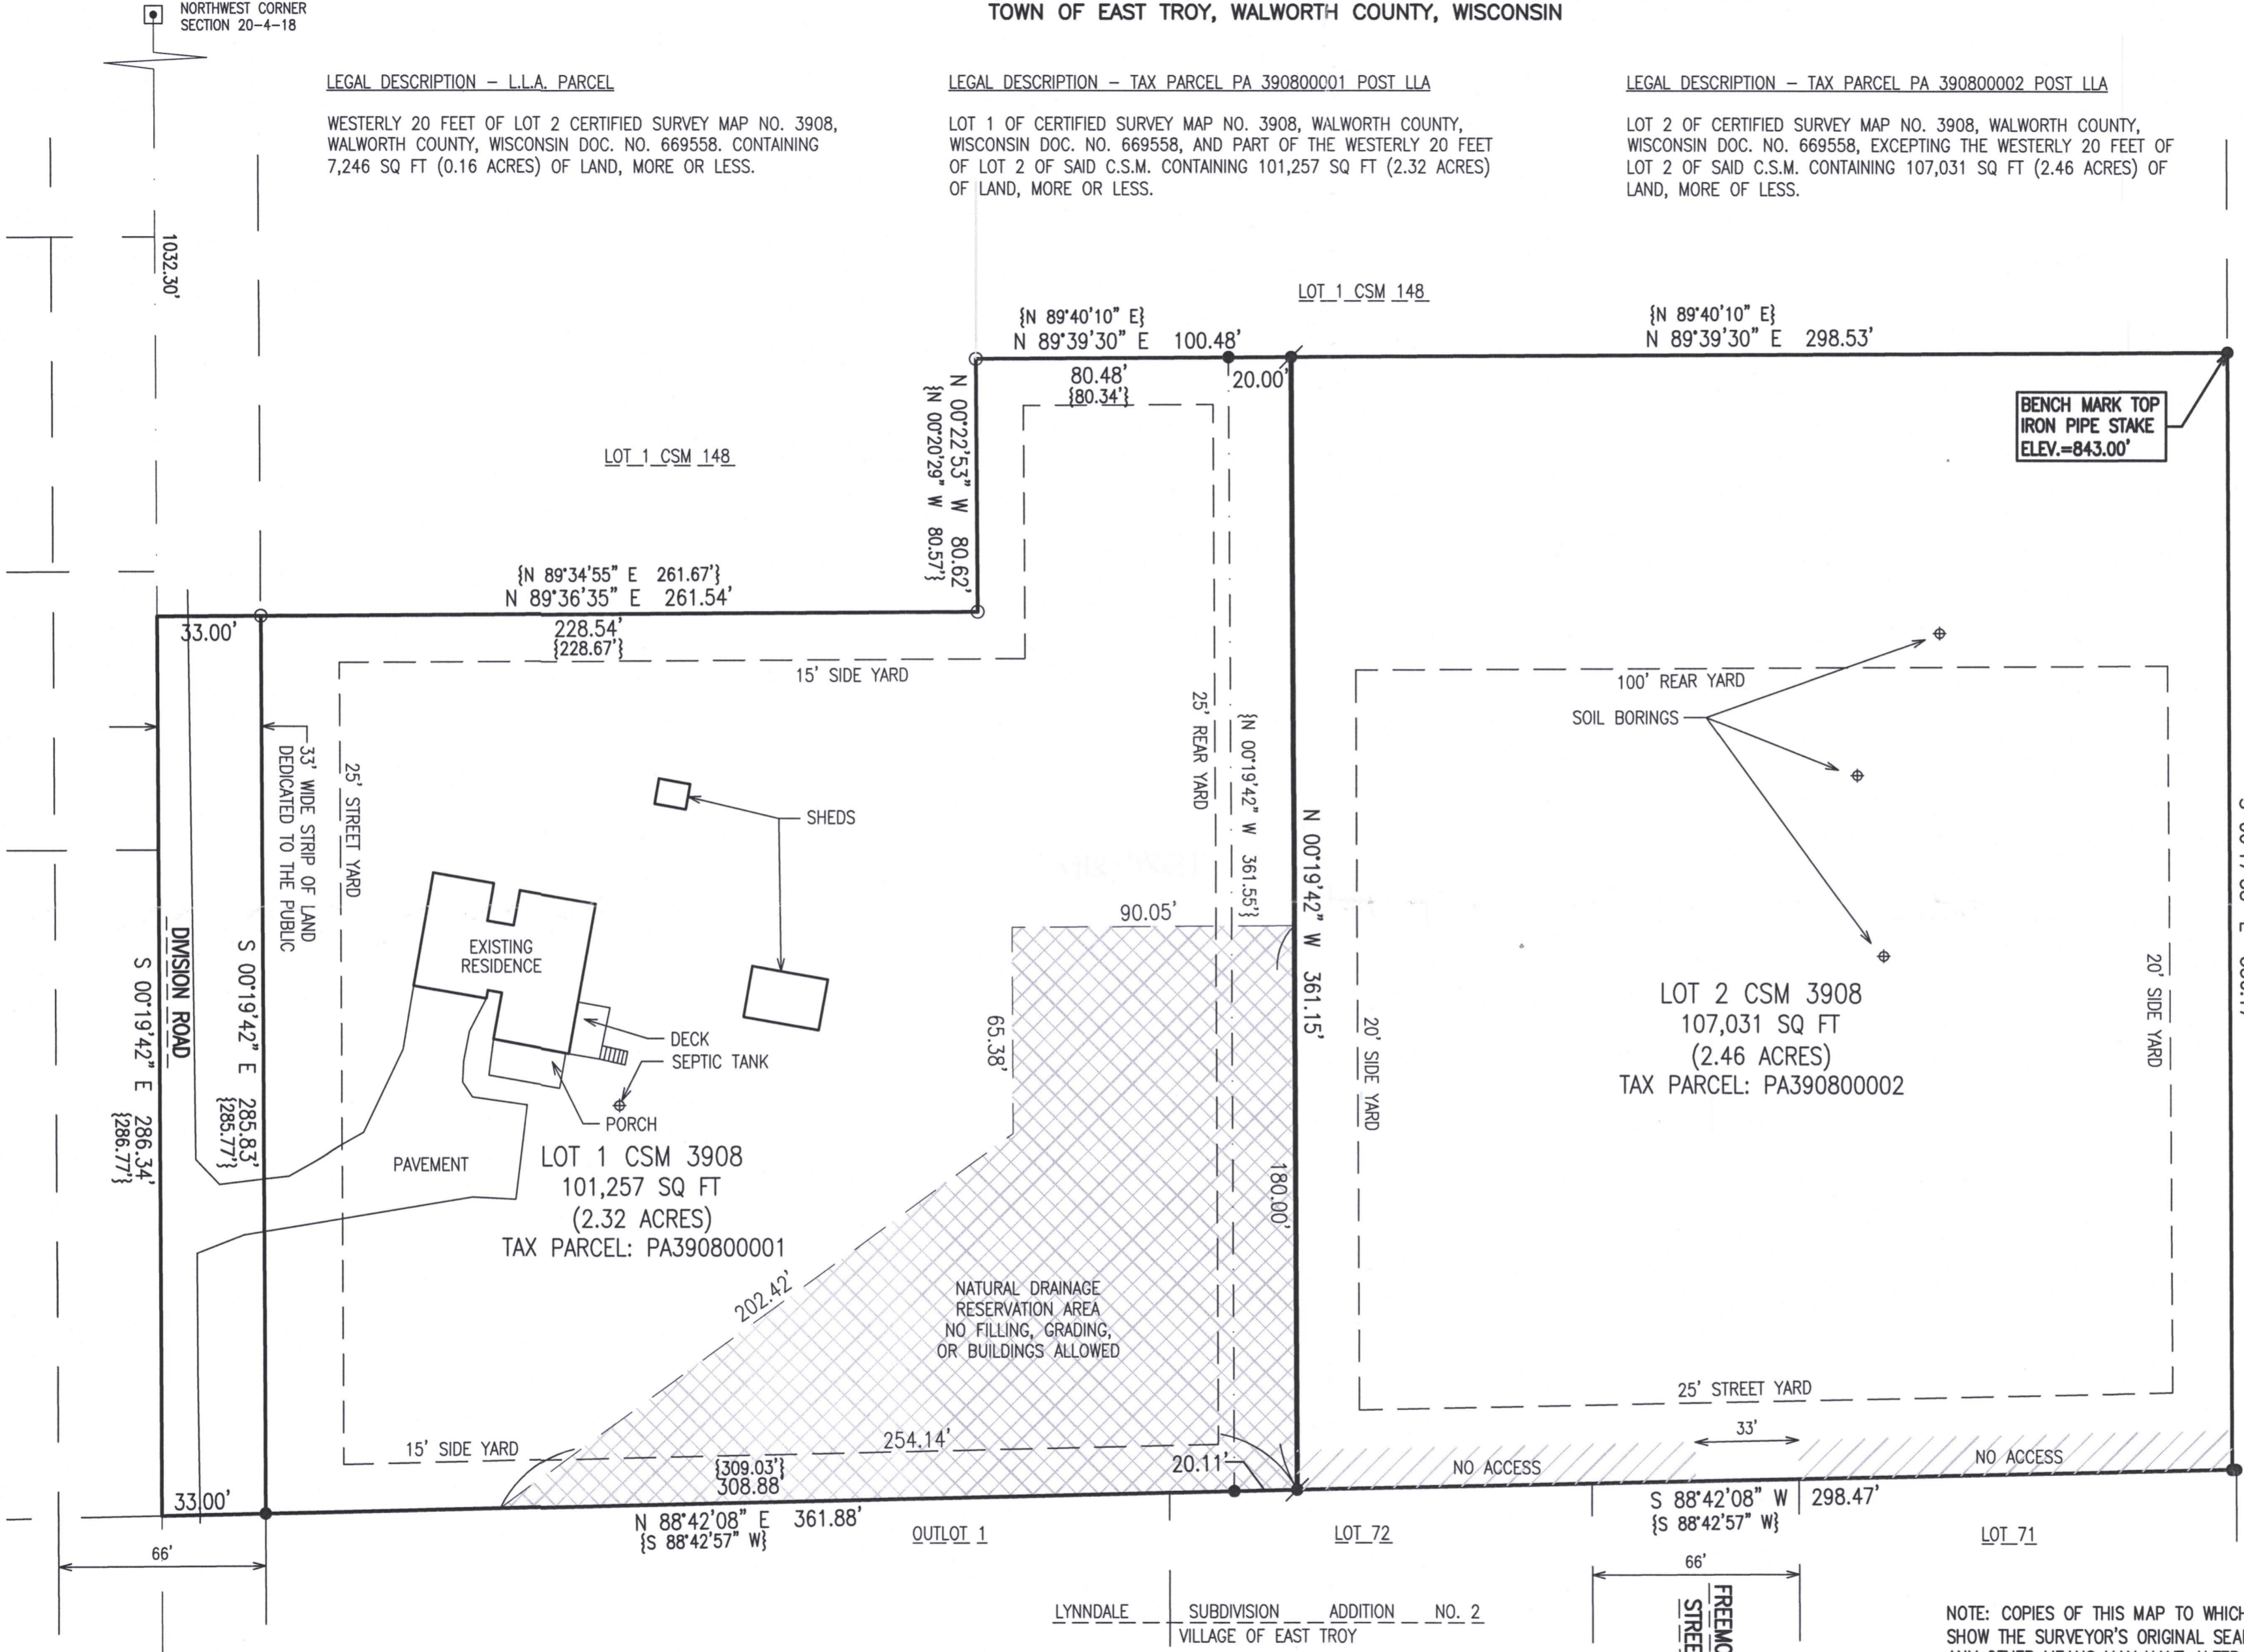 NORTHWEST CORNER
SECTION 20-4-18
TOWN OF EAST TROY, WALWORTH COUNTY, WISCONSIN
LEGAL DESCRIPTION – L.L.A. PARCEL
WESTERLY 20 FEET OF LOT 2 CERTIFIED SURVEY MAP NO. 3908,
WALWORTH COUNTY, WISCONSIN DOC. NO. 669558. CONTAINING
7,246 SQ FT (0.16 ACRES) OF LAND, MORE OR LESS.
LEGAL DESCRIPTION – TAX PARCEL PA 390800001 POST LLA
LOT 1 OF CERTIFIED SURVEY MAP NO. 3908, WALWORTH COUNTY,
WISCONSIN DOC. NO. 669558, AND PART OF THE WESTERLY 20 FEET
OF LOT 2 OF SAID C.S.M. CONTAINING 101,257 SQ FT (2.32 ACRES)
OF LAND, MORE OR LESS.
LEGAL DESCRIPTION – TAX PARCEL PA 390800002 POST LLA
LOT 2 OF CERTIFIED SURVEY MAP NO. 3908, WALWORTH COUNTY,
WISCONSIN DOC. NO. 669558, EXCEPTING THE WESTERLY 20 FEET OF
LOT 2 OF SAID C.S.M. CONTAINING 107,031 SQ FT (2.46 ACRES) OF
LAND, MORE OF LESS.
1032.30'
LOT 1 CSM 148
{N 89°40'10" E}
N 89°39'30" E 100.48'
80.48'
{80.34'}
20.00'
{N 89°40'10" E}
N 89°39'30" E 298.53'
BENCH MARK TOP
IRON PIPE STAKE
ELEV.=843.00'
N 00°22'53" W 80.62'
{N 00°20'29" W 80.57'}
LOT 1 CSM 148
{N 89°34'55" E 261.67'}
N 89°36'35" E 261.54'
33.00'
228.54'
{228.67'}
15' SIDE YARD
25' REAR YARD
{N 00°19'42" W 361.55'}
N 00°19'42" W 361.15'
100' REAR YARD
SOIL BORINGS
33' WIDE STRIP OF LAND
DEDICATED TO THE PUBLIC
25' STREET YARD
SHEDS
EXISTING
RESIDENCE
DECK
SEPTIC TANK
PORCH
PAVEMENT
DIVISION ROAD
S 00°19'42" E 286.34'
{286.77'}
S 00°19'42" E 285.83'
{285.77'}
LOT 1 CSM 3908
101,257 SQ FT
(2.32 ACRES)
TAX PARCEL: PA390800001
90.05'
65.38'
180.00'
202.42'
NATURAL DRAINAGE
RESERVATION AREA
NO FILLING, GRADING,
OR BUILDINGS ALLOWED
20' SIDE YARD
LOT 2 CSM 3908
107,031 SQ FT
(2.46 ACRES)
TAX PARCEL: PA390800002
20' SIDE YARD
25' STREET YARD
33'
NO ACCESS
NO ACCESS
15' SIDE YARD
254.14'
{309.03'}
308.88'
20.11'
33.00'
N 88°42'08" E 361.88'
{S 88°42'57" W}
S 88°42'08" W 298.47'
{S 88°42'57" W}
OUTLOT 1
LOT 72
LOT 71
66'
66'
LYNNDALE SUBDIVISION ADDITION NO. 2
VILLAGE OF EAST TROY
NOTE: COPIES OF THIS MAP TO WHICH
SHOW THE SURVEYOR'S ORIGINAL